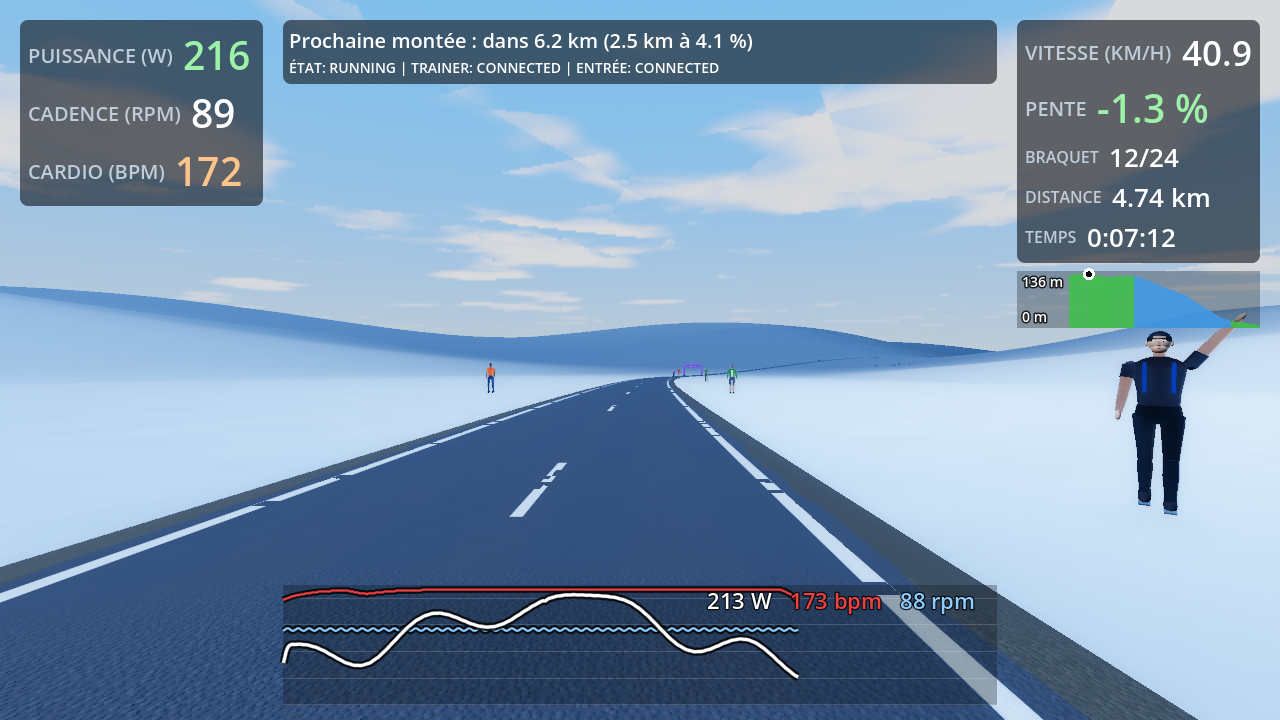 PUISSANCE (W) 216
CADENCE (RPM) 89
CARDIO (BPM) 172
Prochaine montée : dans 6.2 km (2.5 km à 4.1 %)
ÉTAT: RUNNING | TRAINER: CONNECTED | ENTRÉE: CONNECTED
VITESSE (KM/H) 40.9
PENTE -1.3 %
BRAQUET 12/24
DISTANCE 4.74 km
TEMPS 0:07:12
136 m
0 m
213 W 173 bpm 88 rpm